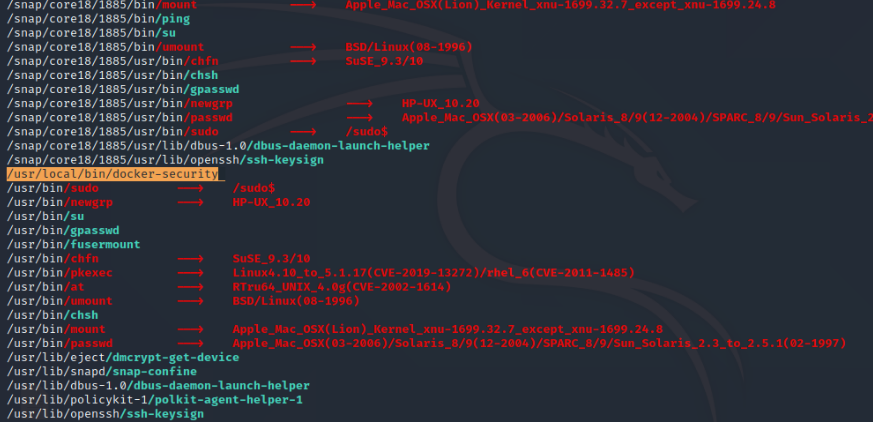 /snap/core18/1885/bin/mount ──> Apple_Mac_OSX(Lion)_Kernel_xnu-1699.32.7_except_xnu-1699.24.8
/snap/core18/1885/bin/ping
/snap/core18/1885/bin/su
/snap/core18/1885/bin/umount ──> BSD/Linux(08-1996)
/snap/core18/1885/usr/bin/chfn ──> SuSE_9.3/10
/snap/core18/1885/usr/bin/chsh
/snap/core18/1885/usr/bin/gpasswd
/snap/core18/1885/usr/bin/newgrp ──> HP-UX_10.20
/snap/core18/1885/usr/bin/passwd ──> Apple_Mac_OSX(03-2006)/Solaris_8/9(12-2004)/SPARC_8/9/Sun_Solaris_2
/snap/core18/1885/usr/bin/sudo ──> /sudo$
/snap/core18/1885/usr/lib/dbus-1.0/dbus-daemon-launch-helper
/snap/core18/1885/usr/lib/openssh/ssh-keysign
/usr/local/bin/docker-security
/usr/bin/sudo ──> /sudo$
/usr/bin/newgrp ──> HP-UX_10.20
/usr/bin/su
/usr/bin/gpasswd
/usr/bin/fusermount
/usr/bin/chfn ──> SuSE_9.3/10
/usr/bin/pkexec ──> Linux4.10_to_5.1.17(CVE-2019-13272)/rhel_6(CVE-2011-1485)
/usr/bin/at ──> RTru64_UNIX_4.0g(CVE-2002-1614)
/usr/bin/umount ──> BSD/Linux(08-1996)
/usr/bin/chsh
/usr/bin/mount ──> Apple_Mac_OSX(Lion)_Kernel_xnu-1699.32.7_except_xnu-1699.24.8
/usr/bin/passwd ──> Apple_Mac_OSX(03-2006)/Solaris_8/9(12-2004)/SPARC_8/9/Sun_Solaris_2.3_to_2.5.1(02-1997)
/usr/lib/eject/dmcrypt-get-device
/usr/lib/snapd/snap-confine
/usr/lib/dbus-1.0/dbus-daemon-launch-helper
/usr/lib/policykit-1/polkit-agent-helper-1
/usr/lib/openssh/ssh-keysign